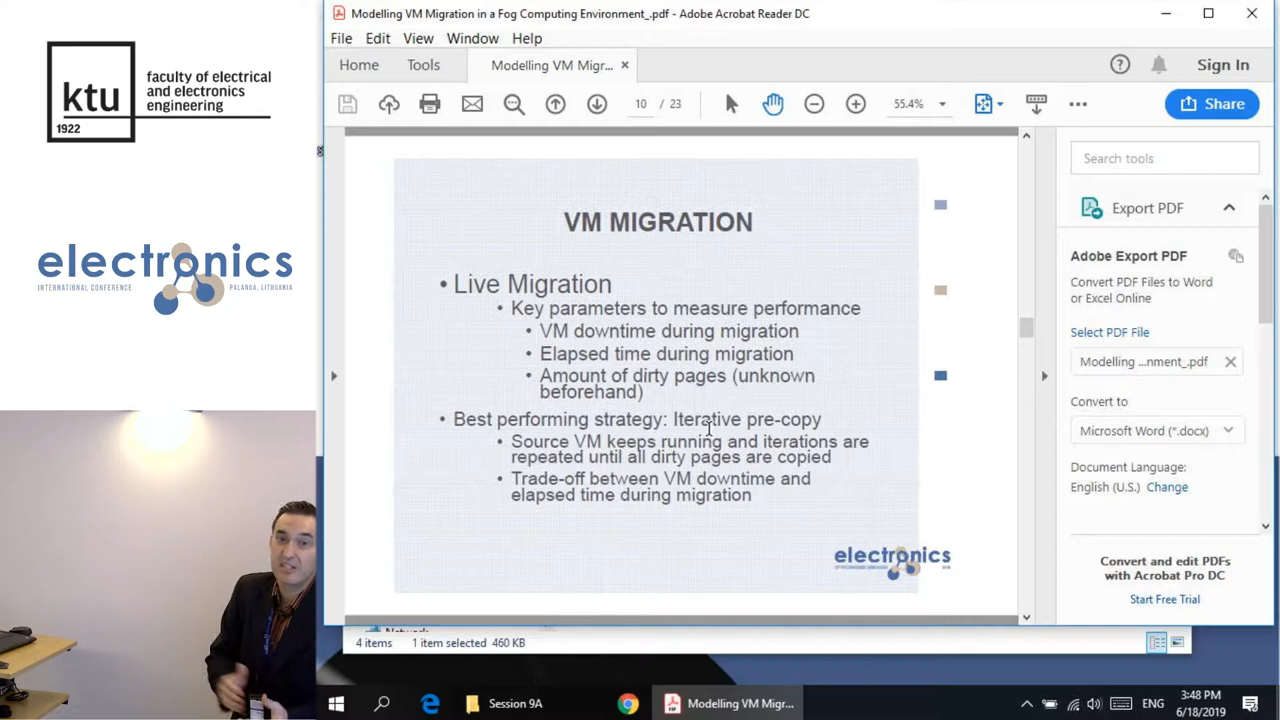 ktu
1922
faculty of electrical
and electronics
engineering
electronics
INTERNATIONAL CONFERENCE
PALANGA, LITHUANIA
Modelling VM Migration in a Fog Computing Environment_.pdf - Adobe Acrobat Reader DC
File Edit View Window Help
Home Tools Modelling VM Migr... Sign In
10 / 23 55.4% Share
VM MIGRATION
• Live Migration
• Key parameters to measure performance
• VM downtime during migration
• Elapsed time during migration
• Amount of dirty pages (unknown
beforehand)
• Best performing strategy: Iterative pre-copy
• Source VM keeps running and iterations are
repeated until all dirty pages are copied
• Trade-off between VM downtime and
elapsed time during migration
electronics
Search tools
Export PDF
Adobe Export PDF
Convert PDF Files to Word
or Excel Online
Select PDF File
Modelling ...nment_.pdf
Convert to
Microsoft Word (*.docx)
Document Language:
English (U.S.) Change
Convert and edit PDFs
with Acrobat Pro DC
Start Free Trial
Network
4 items 1 item selected 460 KB
Session 9A
Modelling VM Migr...
ENG
3:48 PM
6/18/2019